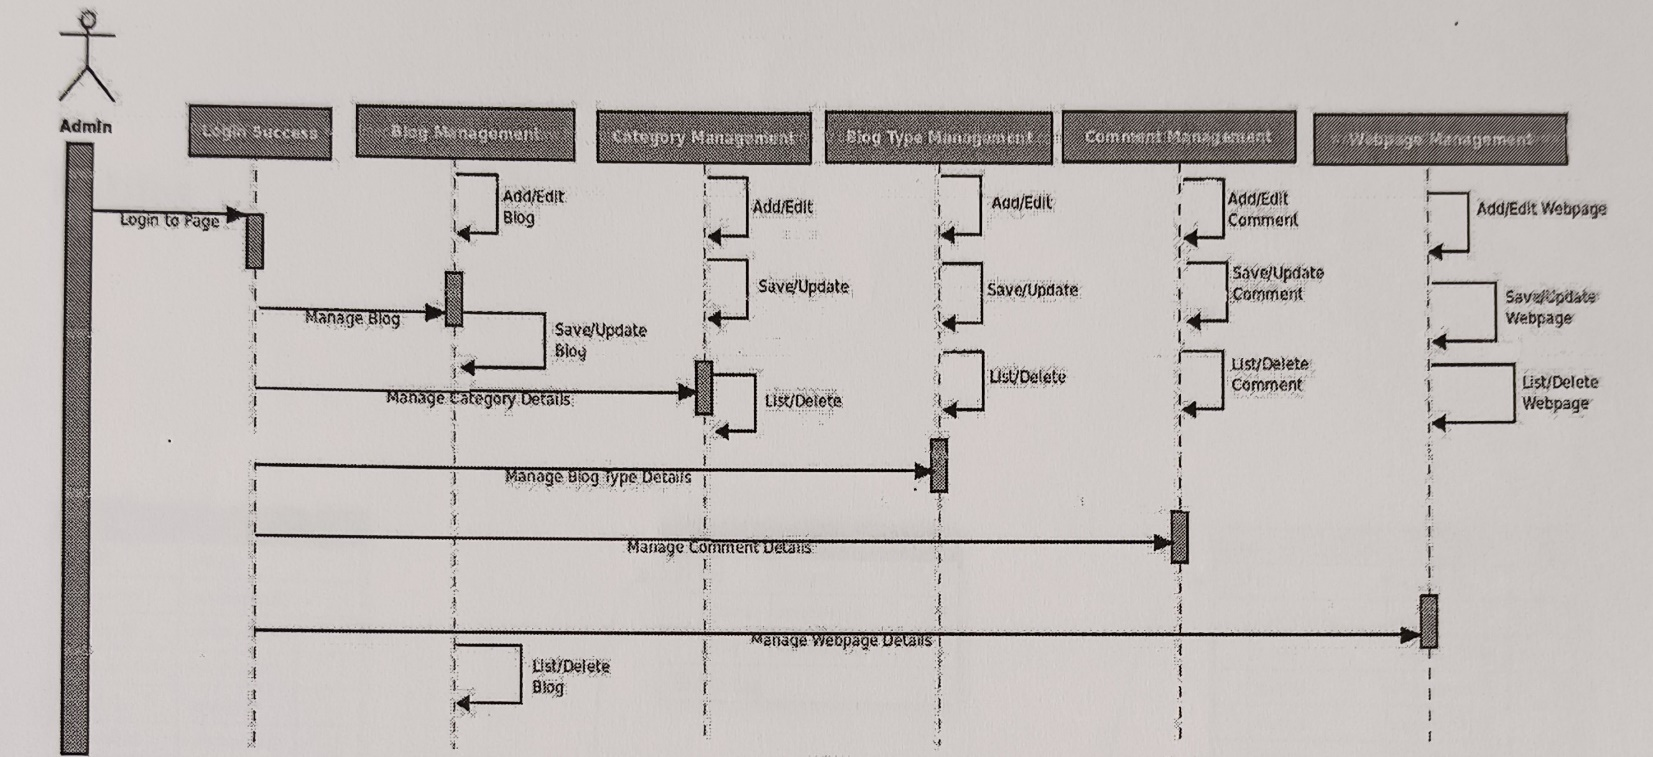 Admin
Login Success
Blog Management
Category Management
Blog Type Management
Comment Management
Webpage Management
Add/Edit
Blog
Add/Edit
Add/Edit
Add/Edit
Comment
Add/Edit Webpage
Login to Page
Save/Update
Save/Update
Save/Update
Comment
Save/Update
Webpage
Manage Blog
Save/Update
Blog
Manage Category Details
List/Delete
List/Delete
List/Delete
Comment
List/Delete
Webpage
Manage Blog Type Details
Manage Comment Details
Manage Webpage Details
List/Delete
Blog